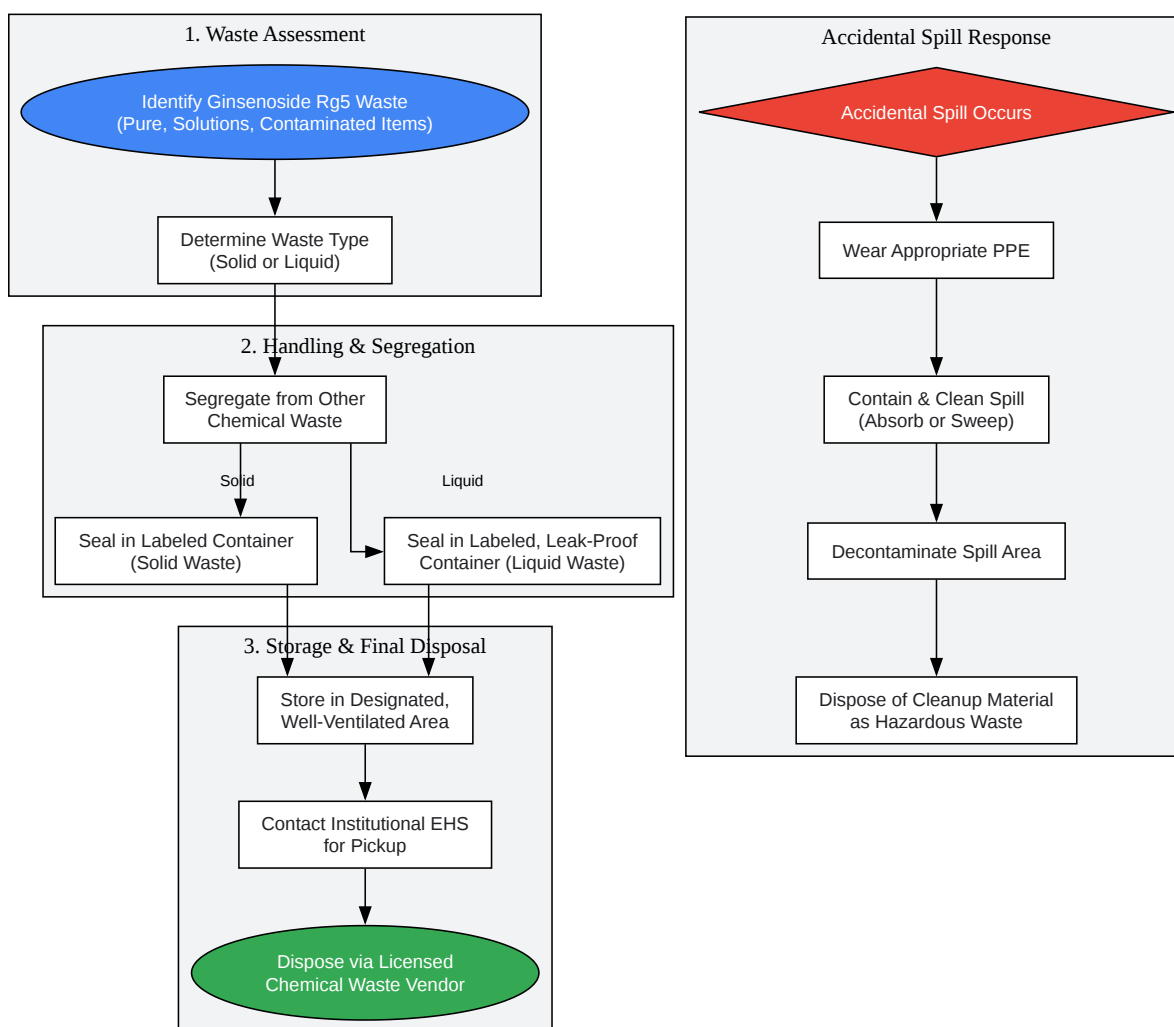 1. Waste Assessment
Identify Ginsenoside Rg5 Waste
(Pure, Solutions, Contaminated Items)
Determine Waste Type
(Solid or Liquid)
2. Handling & Segregation
Segregate from Other
Chemical Waste
Solid
Liquid
Seal in Labeled Container
(Solid Waste)
Seal in Labeled, Leak-Proof
Container (Liquid Waste)
3. Storage & Final Disposal
Store in Designated,
Well-Ventilated Area
Contact Institutional EHS
for Pickup
Dispose via Licensed
Chemical Waste Vendor
Accidental Spill Response
Accidental Spill Occurs
Wear Appropriate PPE
Contain & Clean Spill
(Absorb or Sweep)
Decontaminate Spill Area
Dispose of Cleanup Material
as Hazardous Waste